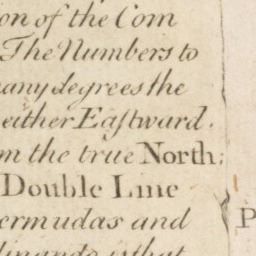 on of the Com
The Numbers to
any degrees the
either Eaſtward.
m the true North;
Double Line
ermudas and
P